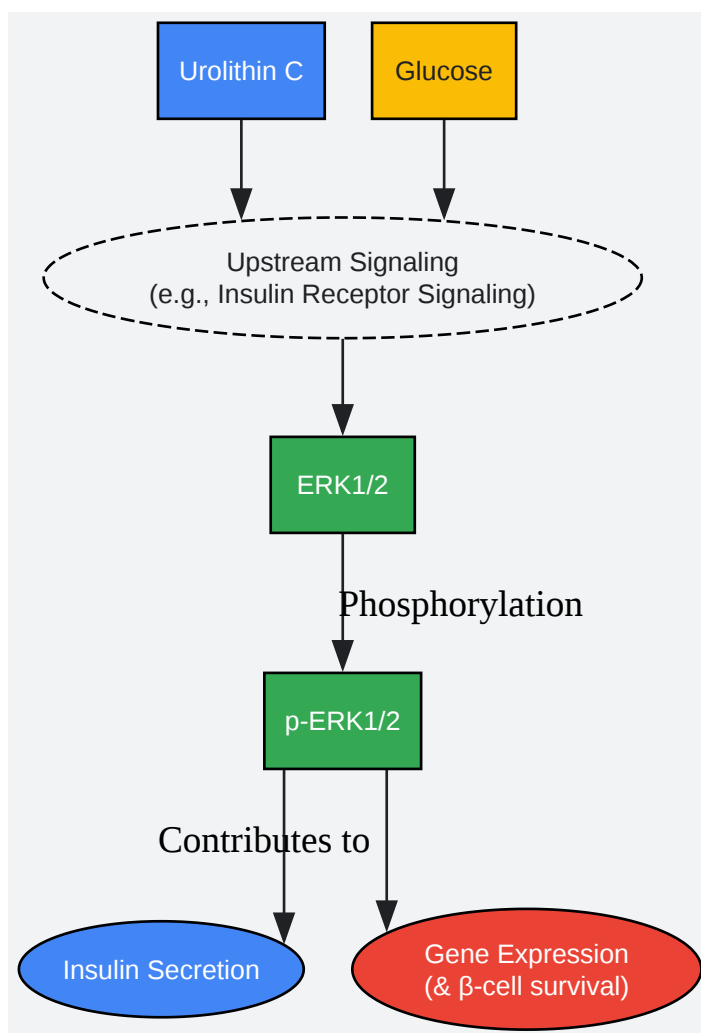 Urolithin C
Glucose
Upstream Signaling
(e.g., Insulin Receptor Signaling)
ERK1/2
Phosphorylation
p-ERK1/2
Contributes to
Insulin Secretion
Gene Expression
(& β-cell survival)